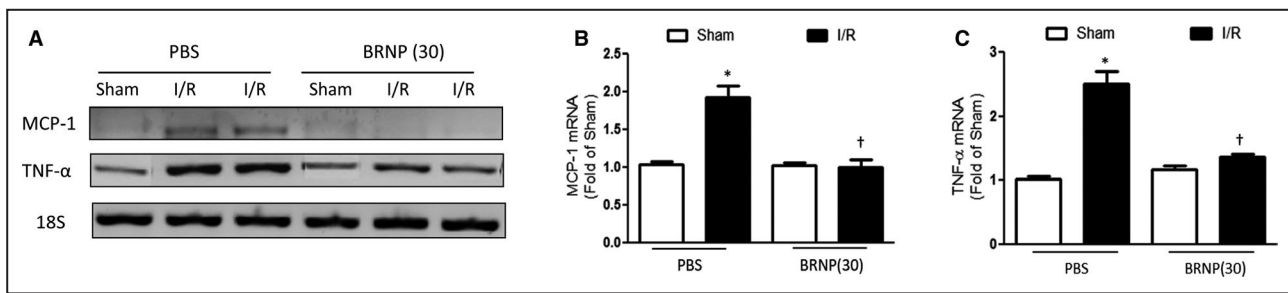 A
PBS BRNP (30)
Sham I/R I/R Sham I/R I/R
MCP-1
TNF-α
18S
B
Sham I/R
MCP-1 mRNA
(Fold of Sham)
2.5
2.0
1.5
1.0
0.5
0.0
*
†
PBS BRNP(30)
C
Sham I/R
TNF-α mRNA
(Fold of Sham)
3
2
1
0
*
†
PBS BRNP(30)